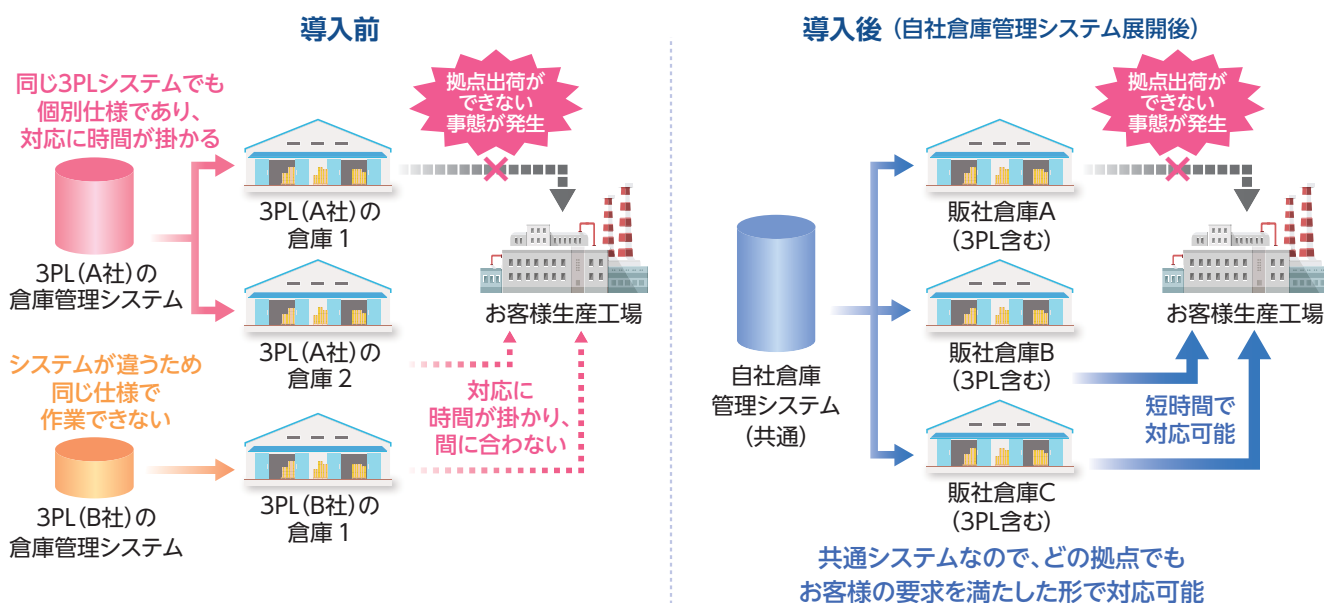 導入前
同じ3PLシステムでも
個別仕様であり、
対応に時間が掛かる
拠点出荷が
できない
事態が発生
3PL(A社)の
倉庫1
3PL(A社)の
倉庫管理システム
お客様生産工場
3PL(A社)の
倉庫2
システムが違うため
同じ仕様で
作業できない
対応に
時間が掛かり、
間に合わない
3PL(B社)の
倉庫1
3PL(B社)の
倉庫管理システム
導入後(自社倉庫管理システム展開後)
拠点出荷が
できない
事態が発生
販社倉庫A
(3PL含む)
お客様生産工場
販社倉庫B
(3PL含む)
自社倉庫
管理システム
(共通)
短時間で
対応可能
販社倉庫C
(3PL含む)
共通システムなので、どの拠点でも
お客様の要求を満たした形で対応可能